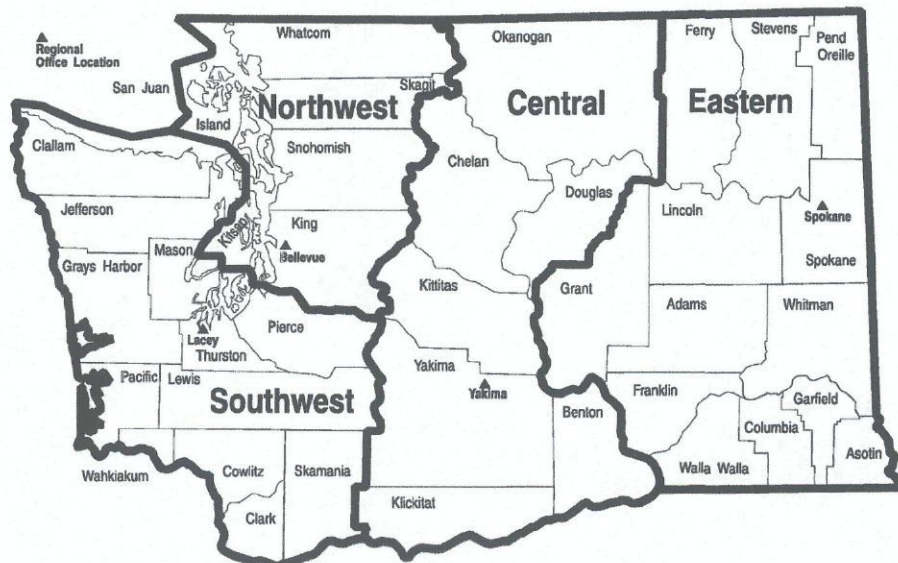 ▲
Regional
Office Location
San Juan
Whatcom
Skagit
Northwest
Island
Snohomish
King
▲
Bellevue
Kitsap
Clallam
Jefferson
Mason
Grays Harbor
▲
Lacey
Thurston
Pierce
Pacific
Lewis
Southwest
Wahkiakum
Cowlitz
Skamania
Clark
Okanogan
Central
Chelan
Douglas
Kittitas
Yakima
▲
Yakima
Benton
Klickitat
Ferry
Stevens
Pend
Oreille
Eastern
Lincoln
▲
Spokane
Spokane
Grant
Adams
Whitman
Franklin
Garfield
Columbia
Walla Walla
Asotin